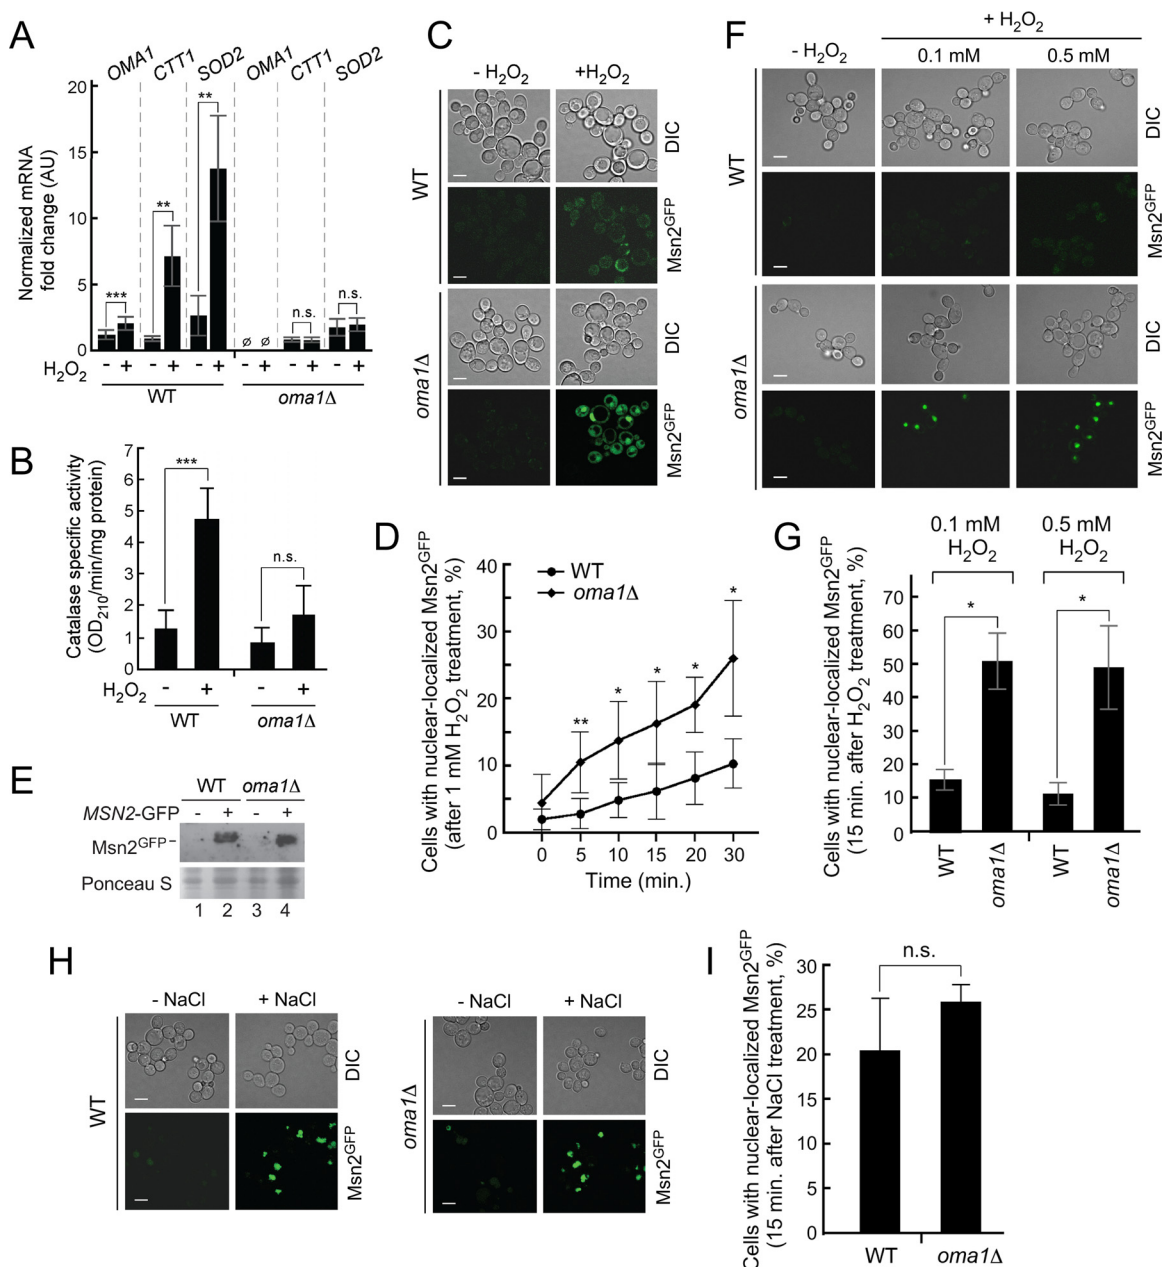 A
OMA1 CTT1 SOD2 OMA1 CTT1 SOD2
Normalized mRNA
fold change (AU)
20
15
10
5
0
***
**
**
ø ø
n.s.
n.s.
H2O2 - + - + - + - + - + - +
WT oma1Δ
B
Catalase specific activity
(OD210/min/mg protein)
7
6
5
4
3
2
1
0
***
n.s.
H2O2 - + - +
WT oma1Δ
C
- H2O2 +H2O2
WT
DIC
Msn2GFP
oma1Δ
DIC
Msn2GFP
D
Cells with nuclear-localized Msn2GFP
(after 1 mM H2O2 treatment, %)
40
30
20
10
0
WT
oma1Δ
**
*
*
*
*
0 5 10 15 20 30
Time (min.)
E
WT oma1Δ
MSN2-GFP - + - +
Msn2GFP –
Ponceau S
1 2 3 4
F
+ H2O2
- H2O2 0.1 mM 0.5 mM
WT
DIC
Msn2GFP
oma1Δ
DIC
Msn2GFP
G
0.1 mM
H2O2
0.5 mM
H2O2
Cells with nuclear-localized Msn2GFP
(15 min. after H2O2 treatment, %)
70
60
50
40
30
20
10
0
*
*
WT
oma1Δ
WT
oma1Δ
H
- NaCl + NaCl
WT
DIC
Msn2GFP
- NaCl + NaCl
oma1Δ
DIC
Msn2GFP
I
Cells with nuclear-localized Msn2GFP
(15 min. after NaCl treatment, %)
30
25
20
15
10
5
0
n.s.
WT oma1Δ